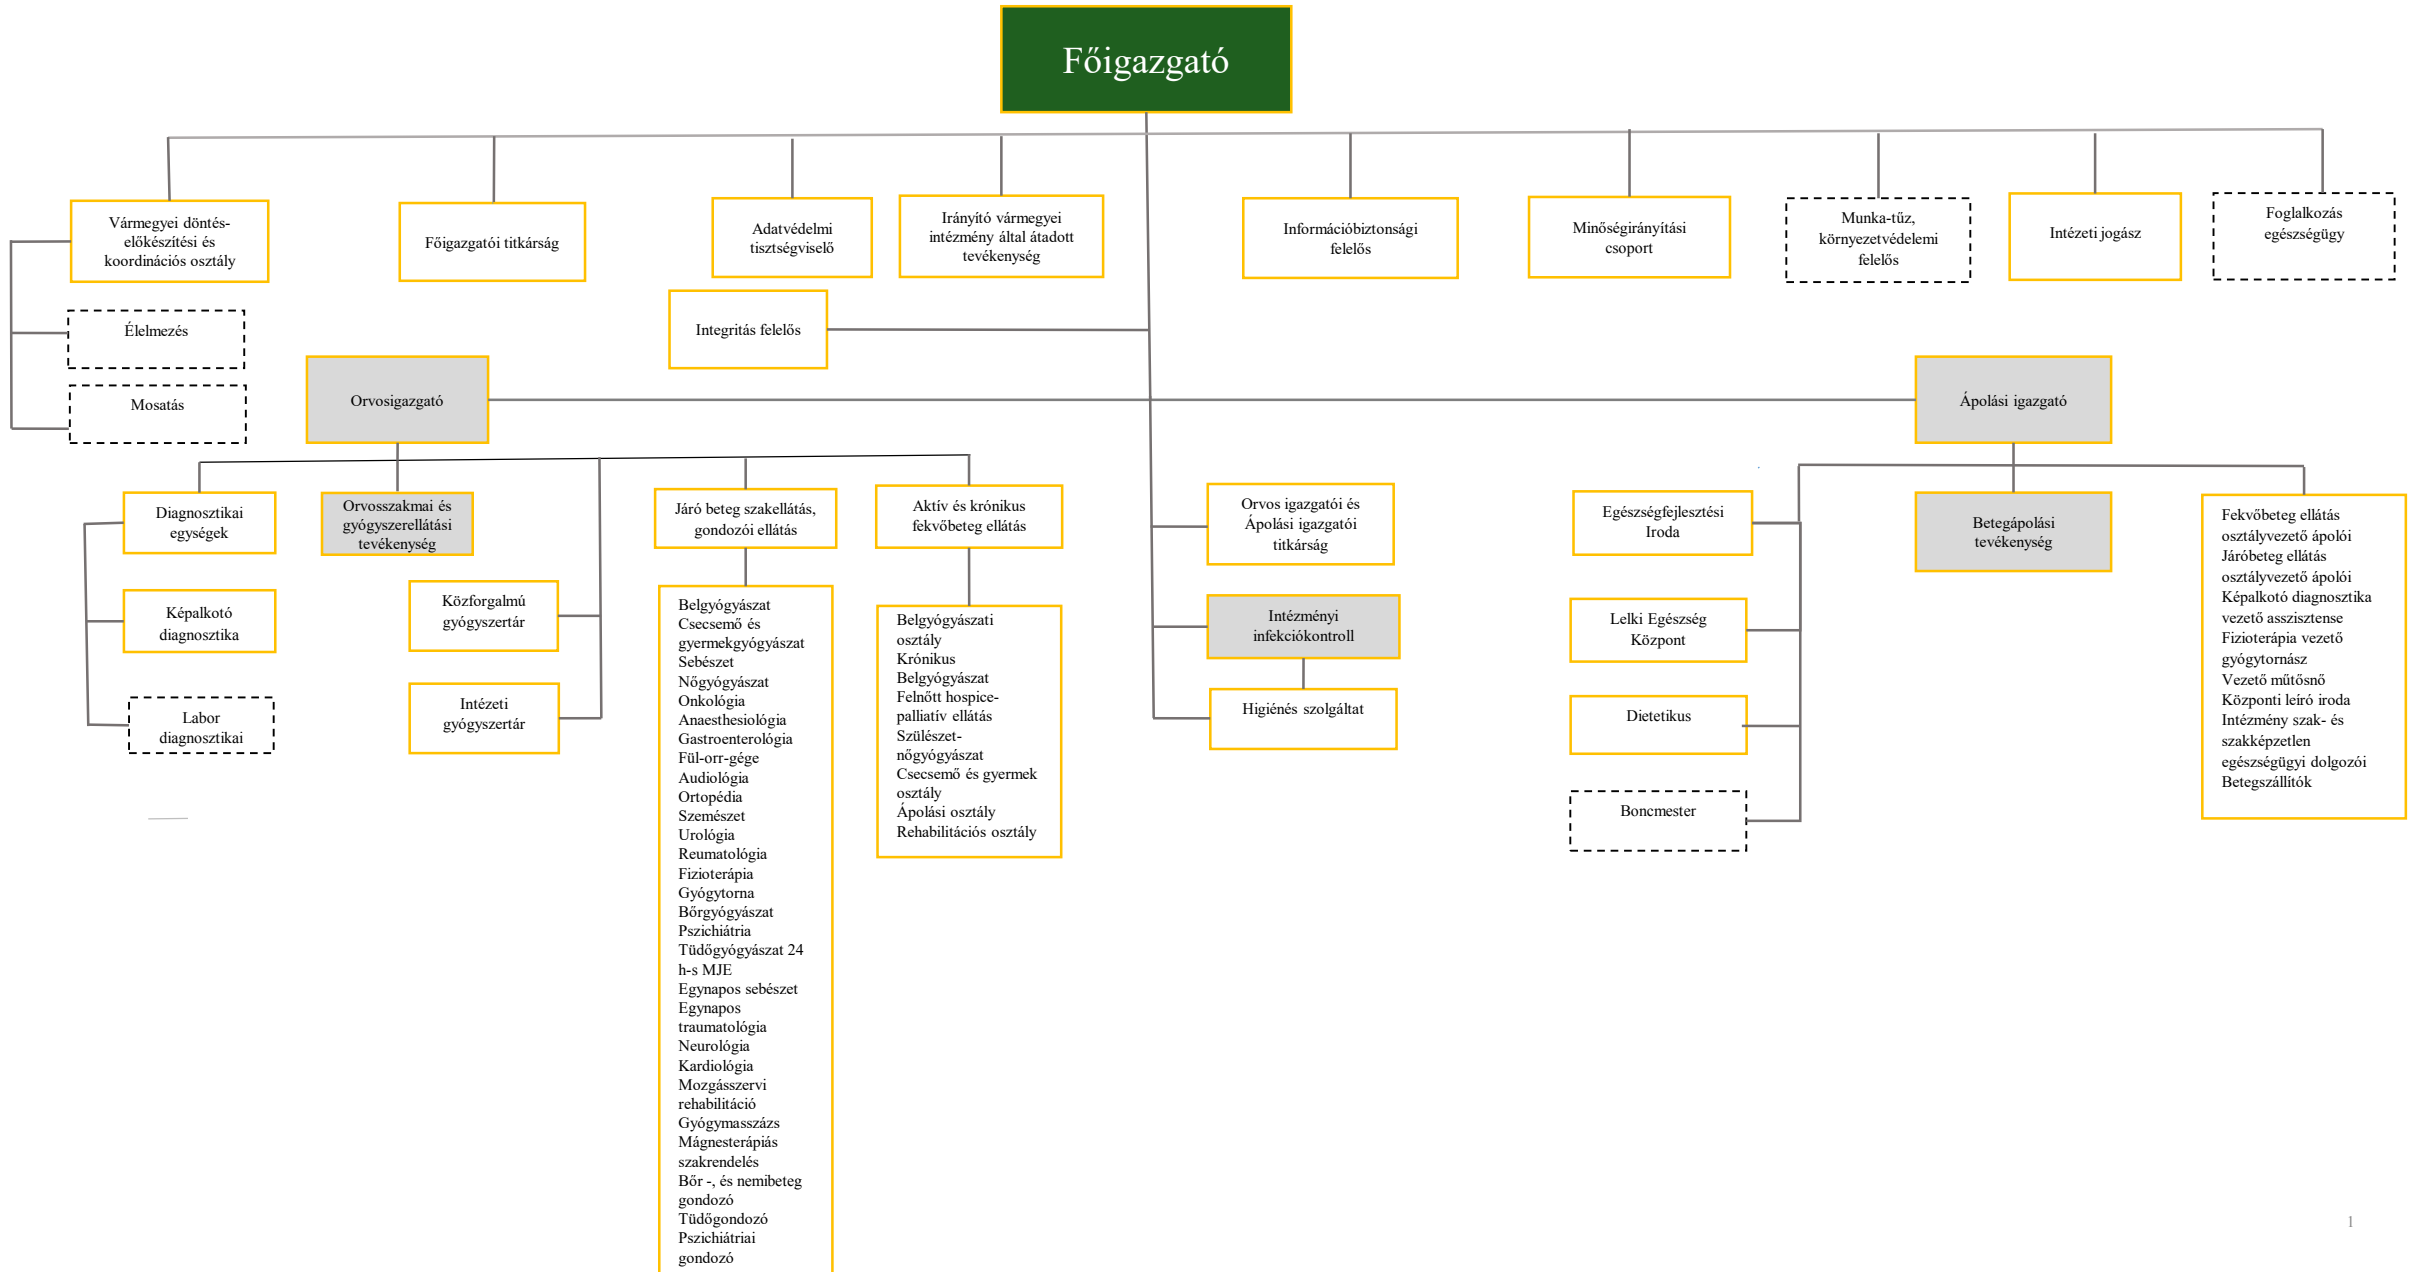 Főigazgató
Vármegyei döntés-
előkészítési és
koordinációs osztály
Főigazgatói titkárság
Adatvédelmi
tisztségviselő
Irányító vármegyei
intézmény által átadott
tevékenység
Információbiztonsági
felelős
Minőségirányítási
csoport
Munka-tűz,
környezetvédelemi
felelős
Intézeti jogász
Foglalkozás
egészségügy
Élelmezés
Mosatás
Integritás felelős
Orvosigazgató
Ápolási igazgató
Diagnosztikai
egységek
Orvosszakmai és
gyógyszerellátási
tevékenység
Járó beteg szakellátás,
gondozói ellátás
Aktív és krónikus
fekvőbeteg ellátás
Orvos igazgatói és
Ápolási igazgatói
titkárság
Egészségfejlesztési
Iroda
Betegápolási
tevékenység
Fekvőbeteg ellátás
osztályvezető ápolói
Járóbeteg ellátás
osztályvezető ápolói
Képalkotó diagnosztika
vezető asszisztense
Fizioterápia vezető
gyógytornász
Vezető műtősnő
Központi leíró iroda
Intézmény szak- és
szakképzetlen
egészségügyi dolgozói
Betegszállítók
Képalkotó
diagnosztika
Labor
diagnosztikai
Közforgalmú
gyógyszertár
Intézeti
gyógyszertár
Belgyógyászat
Csecsemő és
gyermekgyógyászat
Sebészet
Nőgyógyászat
Onkológia
Anaesthesiológia
Gastroenterológia
Fül-orr-gége
Audiológia
Ortopédia
Szemészet
Urológia
Reumatológia
Fizioterápia
Gyógytorna
Bőrgyógyászat
Pszichiátria
Tüdőgyógyászat 24
h-s MJE
Egynapos sebészet
Egynapos
traumatológia
Neurológia
Kardiológia
Mozgásszervi
rehabilitáció
Gyógymasszázs
Mágnesterápiás
szakrendelés
Bőr -, és nemibeteg
gondozó
Tüdőgondozó
Pszichiátriai
gondozó
Belgyógyászati
osztály
Krónikus
Belgyógyászat
Felnőtt hospice-
palliatív ellátás
Szülészet-
nőgyógyászat
Csecsemő és gyermek
osztály
Ápolási osztály
Rehabilitációs osztály
Intézményi
infekciókontroll
Higiénés szolgáltat
Lelki Egészség
Központ
Dietetikus
Boncmester
1